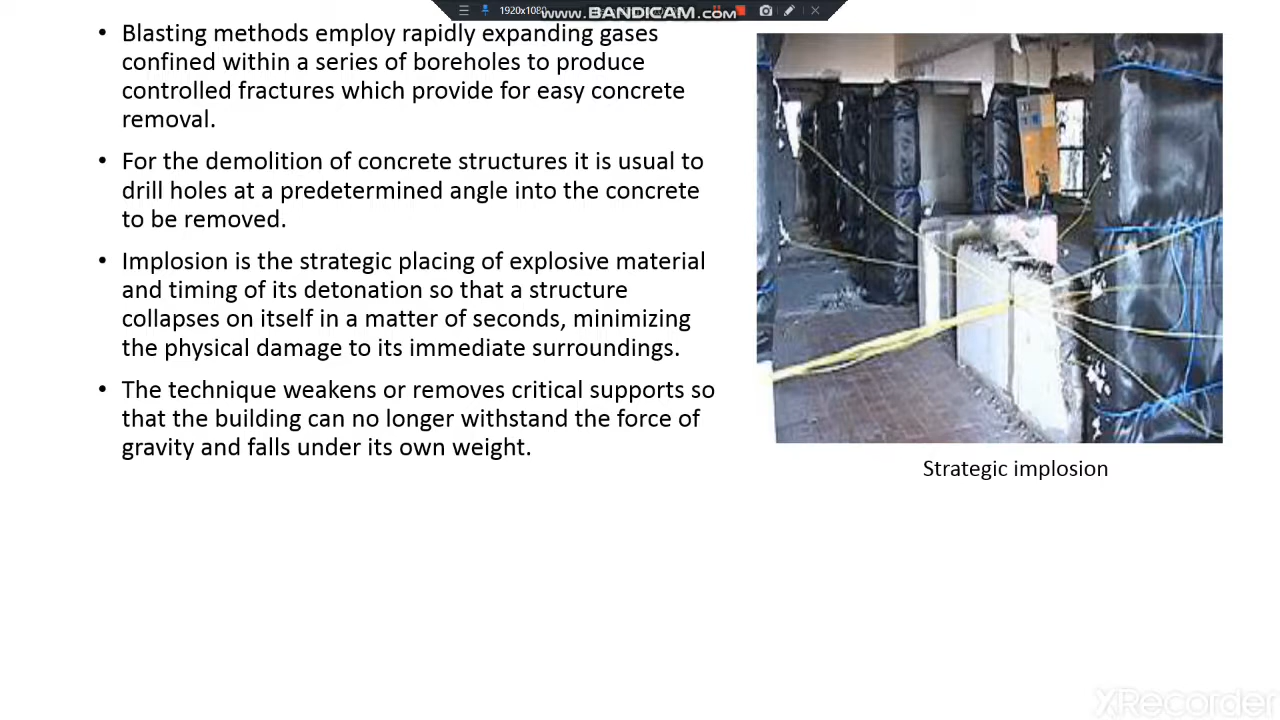 1920x1080
www.BANDICAM.com
• Blasting methods employ rapidly expanding gases
confined within a series of boreholes to produce
controlled fractures which provide for easy concrete
removal.
• For the demolition of concrete structures it is usual to
drill holes at a predetermined angle into the concrete
to be removed.
• Implosion is the strategic placing of explosive material
and timing of its detonation so that a structure
collapses on itself in a matter of seconds, minimizing
the physical damage to its immediate surroundings.
• The technique weakens or removes critical supports so
that the building can no longer withstand the force of
gravity and falls under its own weight.
Strategic implosion
XRecorder